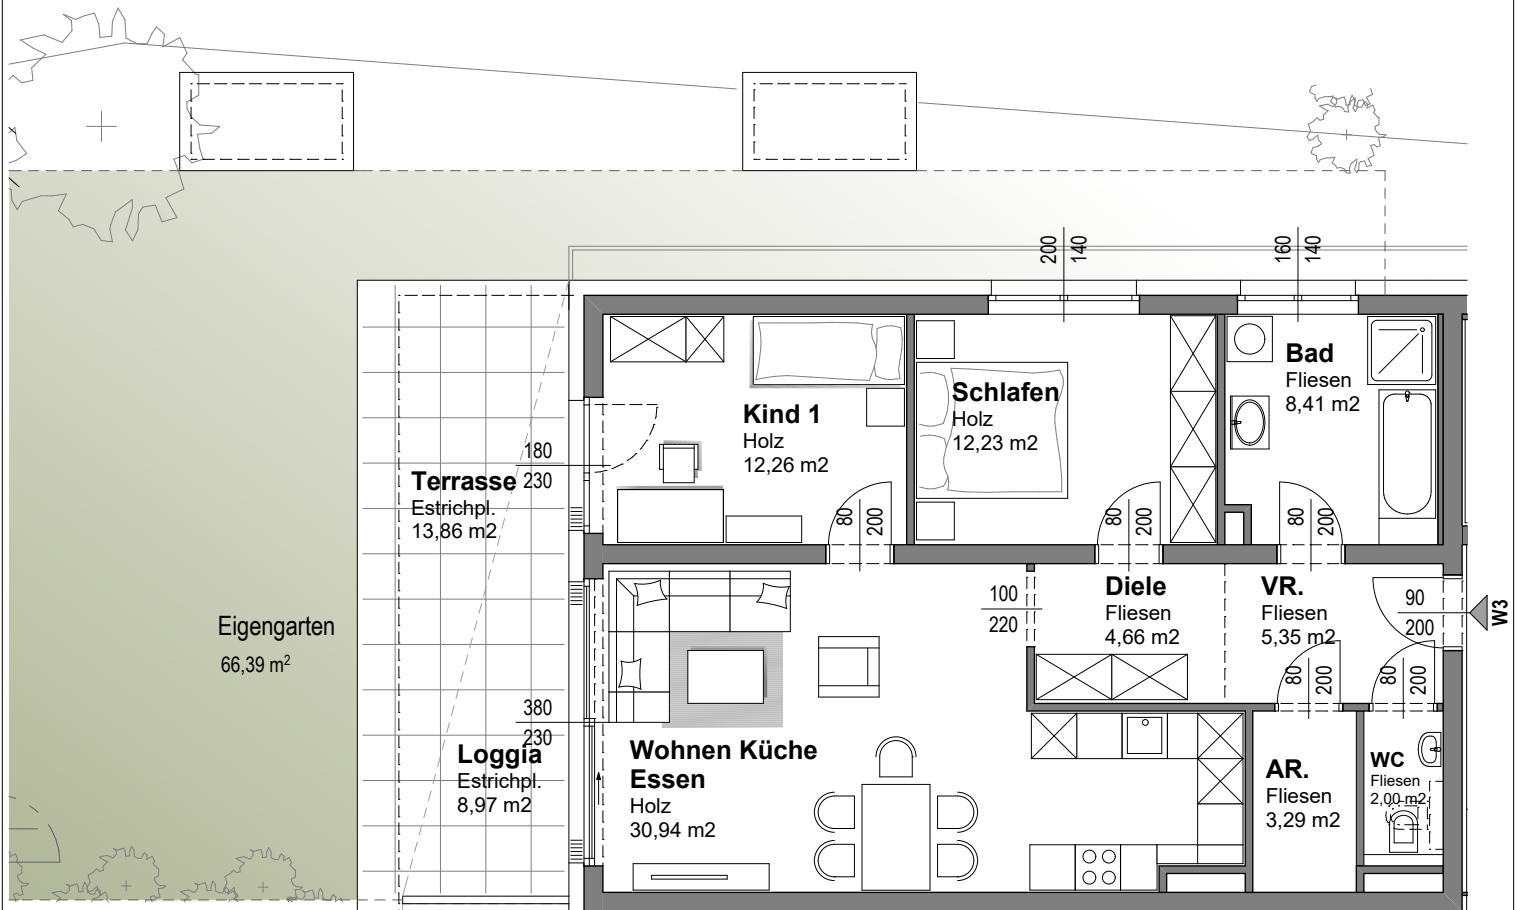 200
140
160
140
Kind 1
Holz
12,26 m2
Schlafen
Holz
12,23 m2
Bad
Fliesen
8,41 m2
180
230
Terrasse
Estrichpl.
13,86 m2
80
200
80
200
80
200
Eigengarten
66,39 m²
100
220
Diele
Fliesen
4,66 m2
VR.
Fliesen
5,35 m2
90
200
W3
80
200
80
200
380
230
Loggia
Estrichpl.
8,97 m2
Wohnen Küche
Essen
Holz
30,94 m2
AR.
Fliesen
3,29 m2
WC
Fliesen
2,00 m2